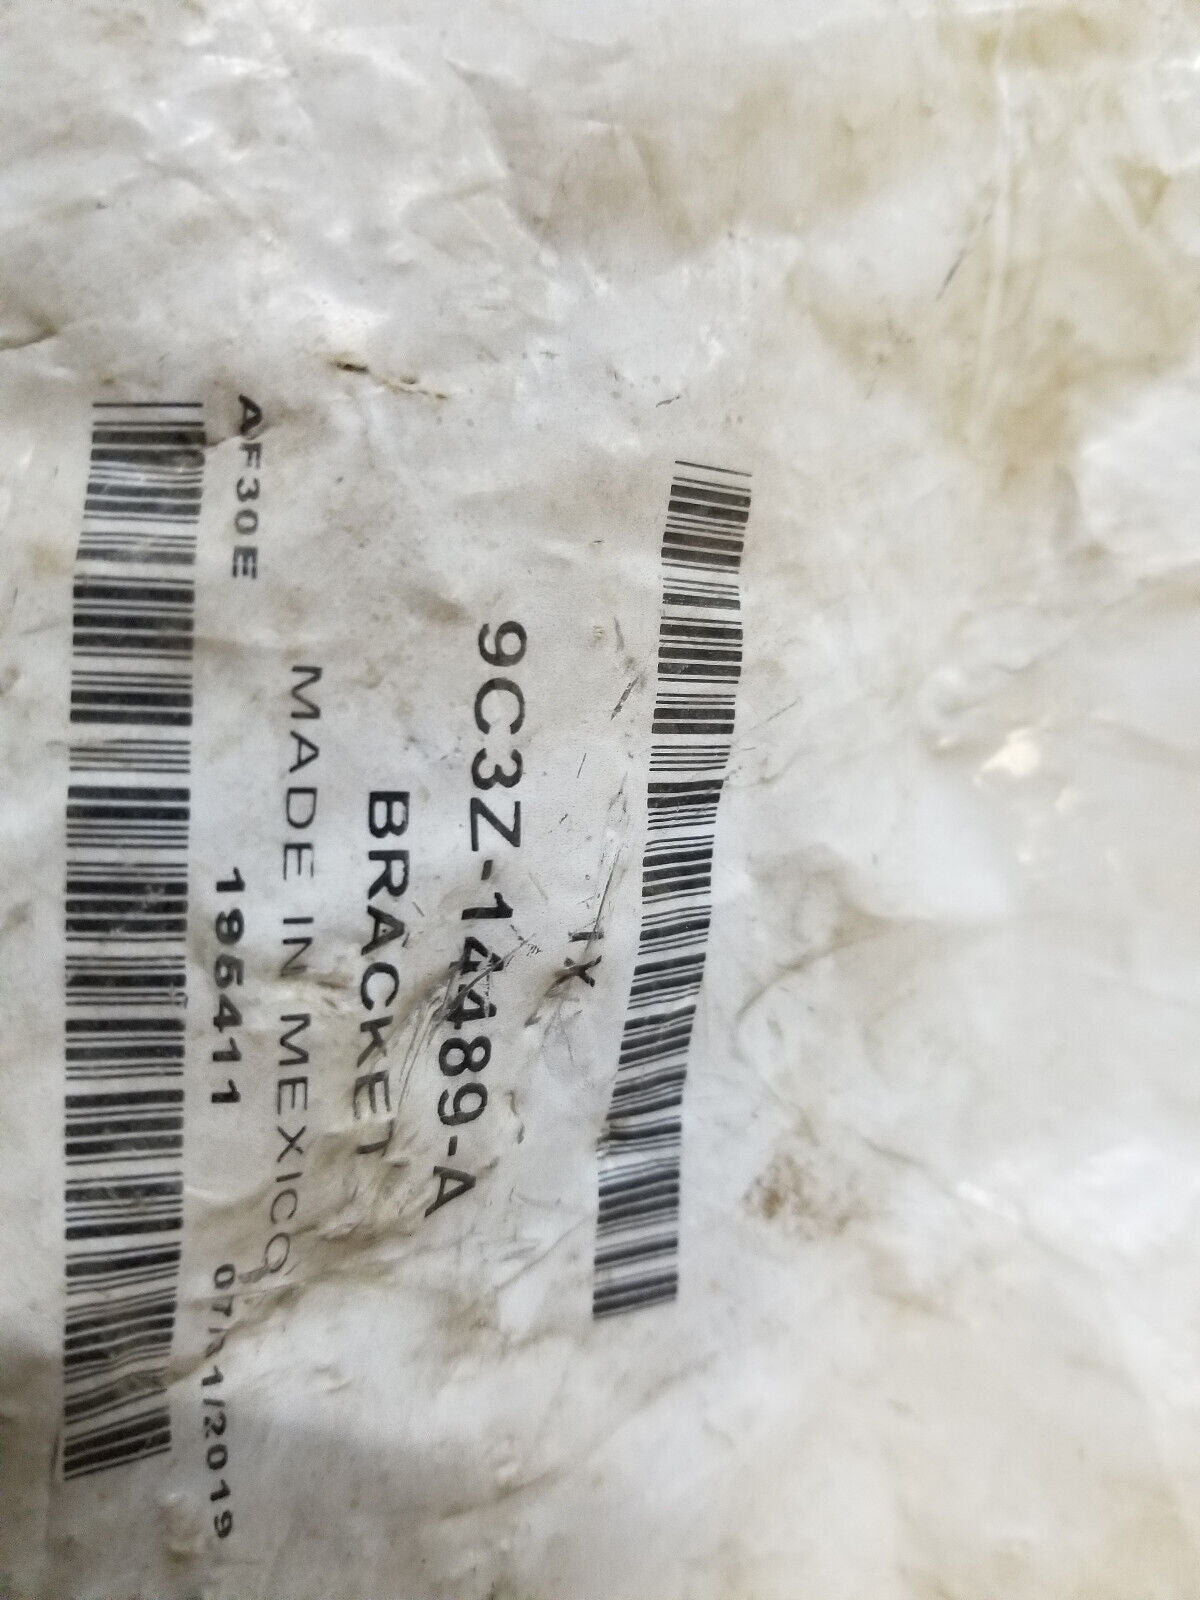 1X
9C3Z-14489-A
BRACKET
MADE IN MEXICO
AF30E 185411